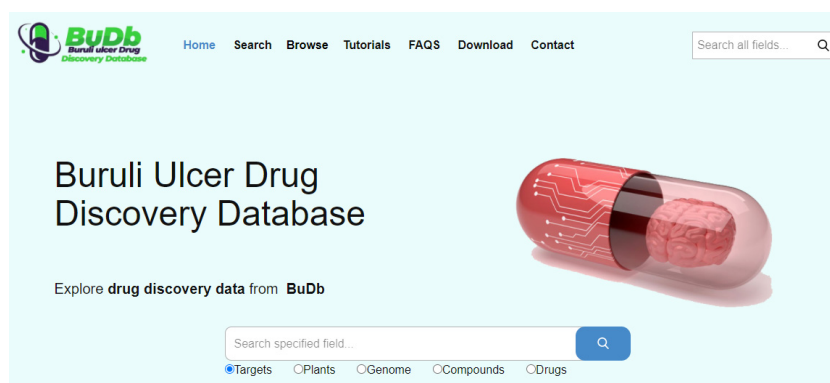 BuDb
Buruli ulcer Drug
Discovery Database
Home Search Browse Tutorials FAQS Download Contact
Search all fields...
Buruli Ulcer Drug
Discovery Database
Explore drug discovery data from BuDb
Search specified field...
Targets Plants Genome Compounds Drugs